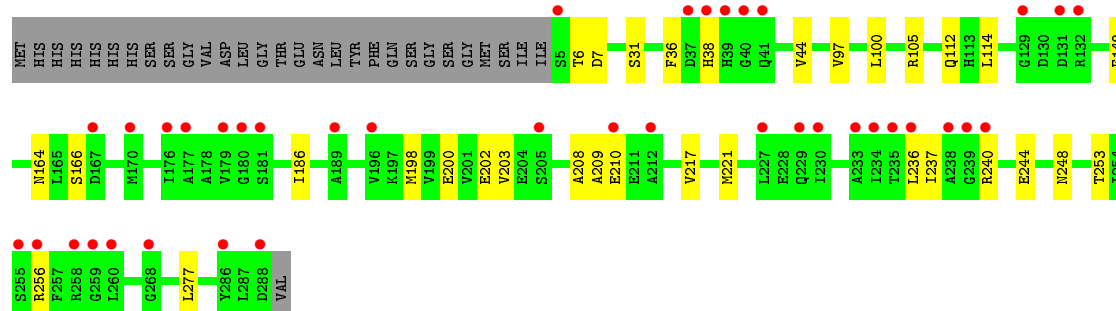 MET HIS HIS HIS HIS HIS HIS SER SER GLY VAL ASP LEU GLY THR GLU ASN LEU TYR PHE GLN SER GLY MET SER ILE ILE S5 T6 D7 S31 F36 D37 H38 H39 G40 Q41 V44 V97 L100 R105 Q112 H113 L114 G129 D130 D131 R132
N164 L165 S166 D167 M170 I176 A177 A178 V179 G180 S181 I186 A189 V196 K197 M198 V199 E200 V201 E202 V203 E204 S205 A208 A209 E210 E211 A212 V217 M221 L227 E228 Q229 I230 A233 I234 T235 L236 I237 A238 G239 R240 E244 N248 T253 I254
S255 R256 F257 R258 G259 L260 G268 L277 Y286 L287 D288 VAL